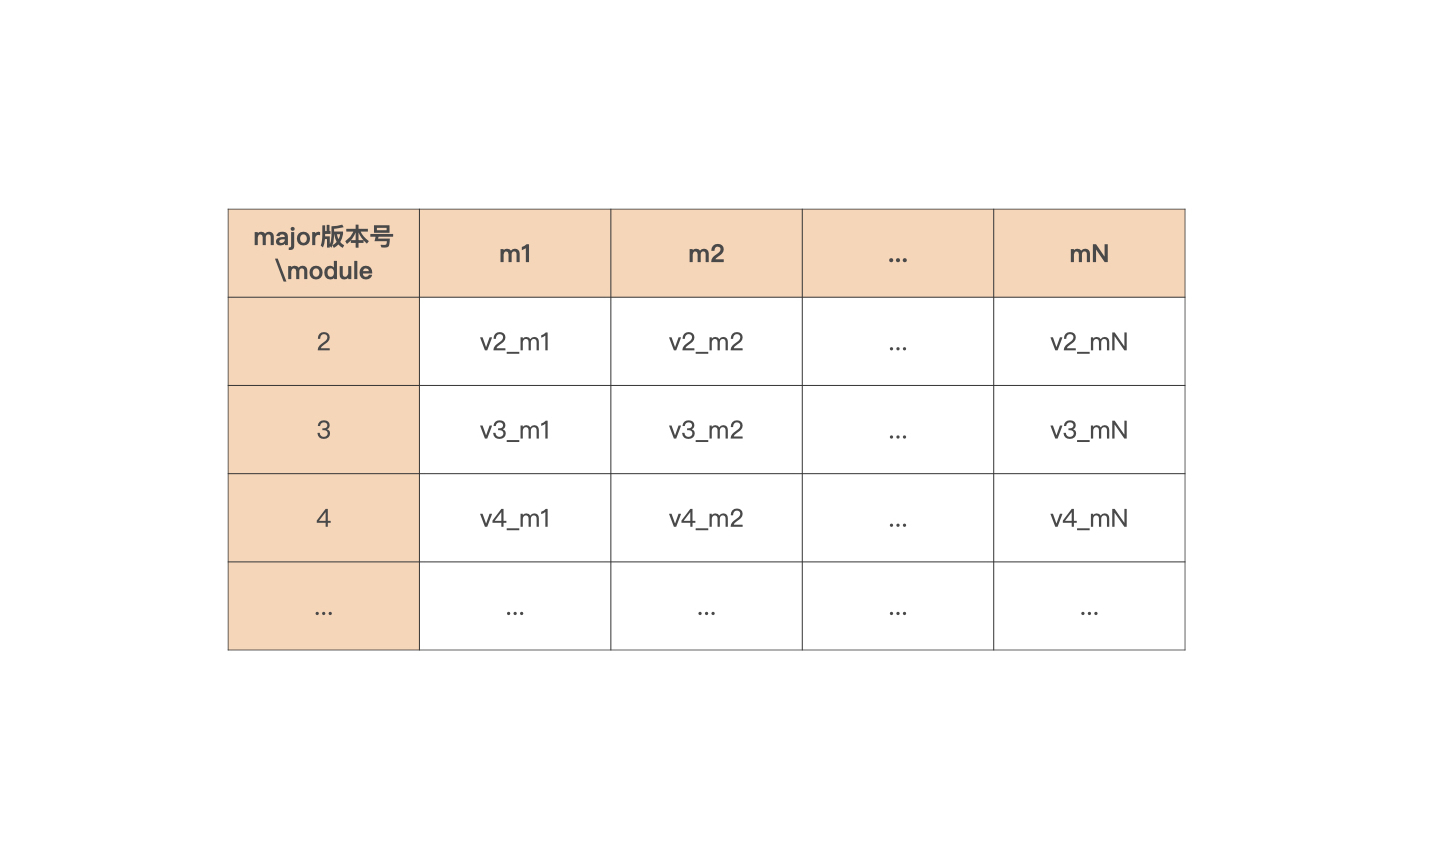 major版本号
\module
m1
m2
...
mN
2
v2_m1
v2_m2
...
v2_mN
3
v3_m1
v3_m2
...
v3_mN
4
v4_m1
v4_m2
...
v4_mN
...
...
...
...
...